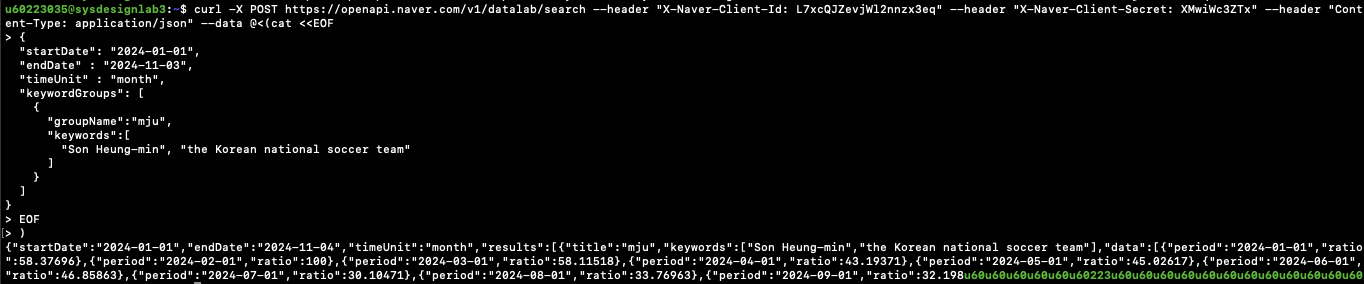 u60223035@sysdesignlab3:~$ curl -X POST https://openapi.naver.com/v1/datalab/search --header "X-Naver-Client-Id: L7xcQJZevjWl2nnzx3eq" --header "X-Naver-Client-Secret: XMwiWc3ZTx" --header "Cont
ent-Type: application/json" --data @<(cat <<EOF
> {
"startDate": "2024-01-01",
"endDate" : "2024-11-03",
"timeUnit" : "month",
"keywordGroups": [
{
"groupName":"mju",
"keywords":[
"Son Heung-min", "the Korean national soccer team"
]
}
]
}
> EOF
[> )
{"startDate":"2024-01-01","endDate":"2024-11-04","timeUnit":"month","results":[{"title":"mju","keywords":["Son Heung-min","the Korean national soccer team"],"data":[{"period":"2024-01-01","ratio
":58.37696},{"period":"2024-02-01","ratio":100},{"period":"2024-03-01","ratio":58.11518},{"period":"2024-04-01","ratio":43.19371},{"period":"2024-05-01","ratio":45.02617},{"period":"2024-06-01",
"ratio":46.85863},{"period":"2024-07-01","ratio":30.10471},{"period":"2024-08-01","ratio":33.76963},{"period":"2024-09-01","ratio":32.198u60u60u60u60u60u60223u60u60u60u60u60u60u60u60u60u60u60u60